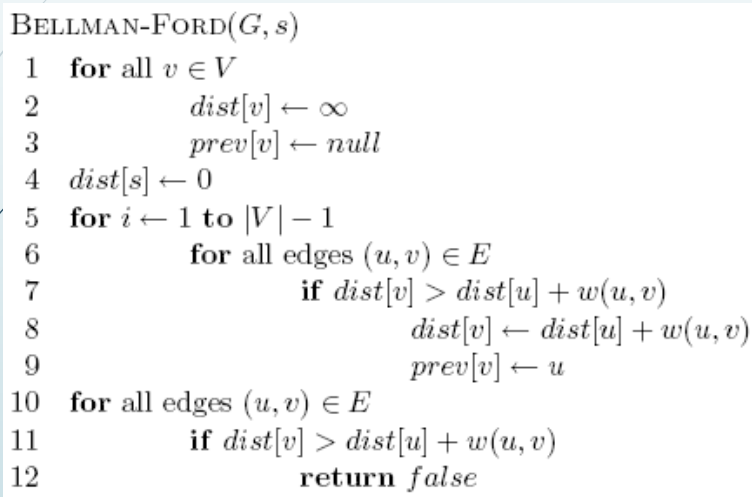 BELLMAN-FORD(G, s)
1 for all v ∈ V
2 dist[v] ← ∞
3 prev[v] ← null
4 dist[s] ← 0
5 for i ← 1 to |V| − 1
6 for all edges (u, v) ∈ E
7 if dist[v] > dist[u] + w(u, v)
8 dist[v] ← dist[u] + w(u, v)
9 prev[v] ← u
10 for all edges (u, v) ∈ E
11 if dist[v] > dist[u] + w(u, v)
12 return false